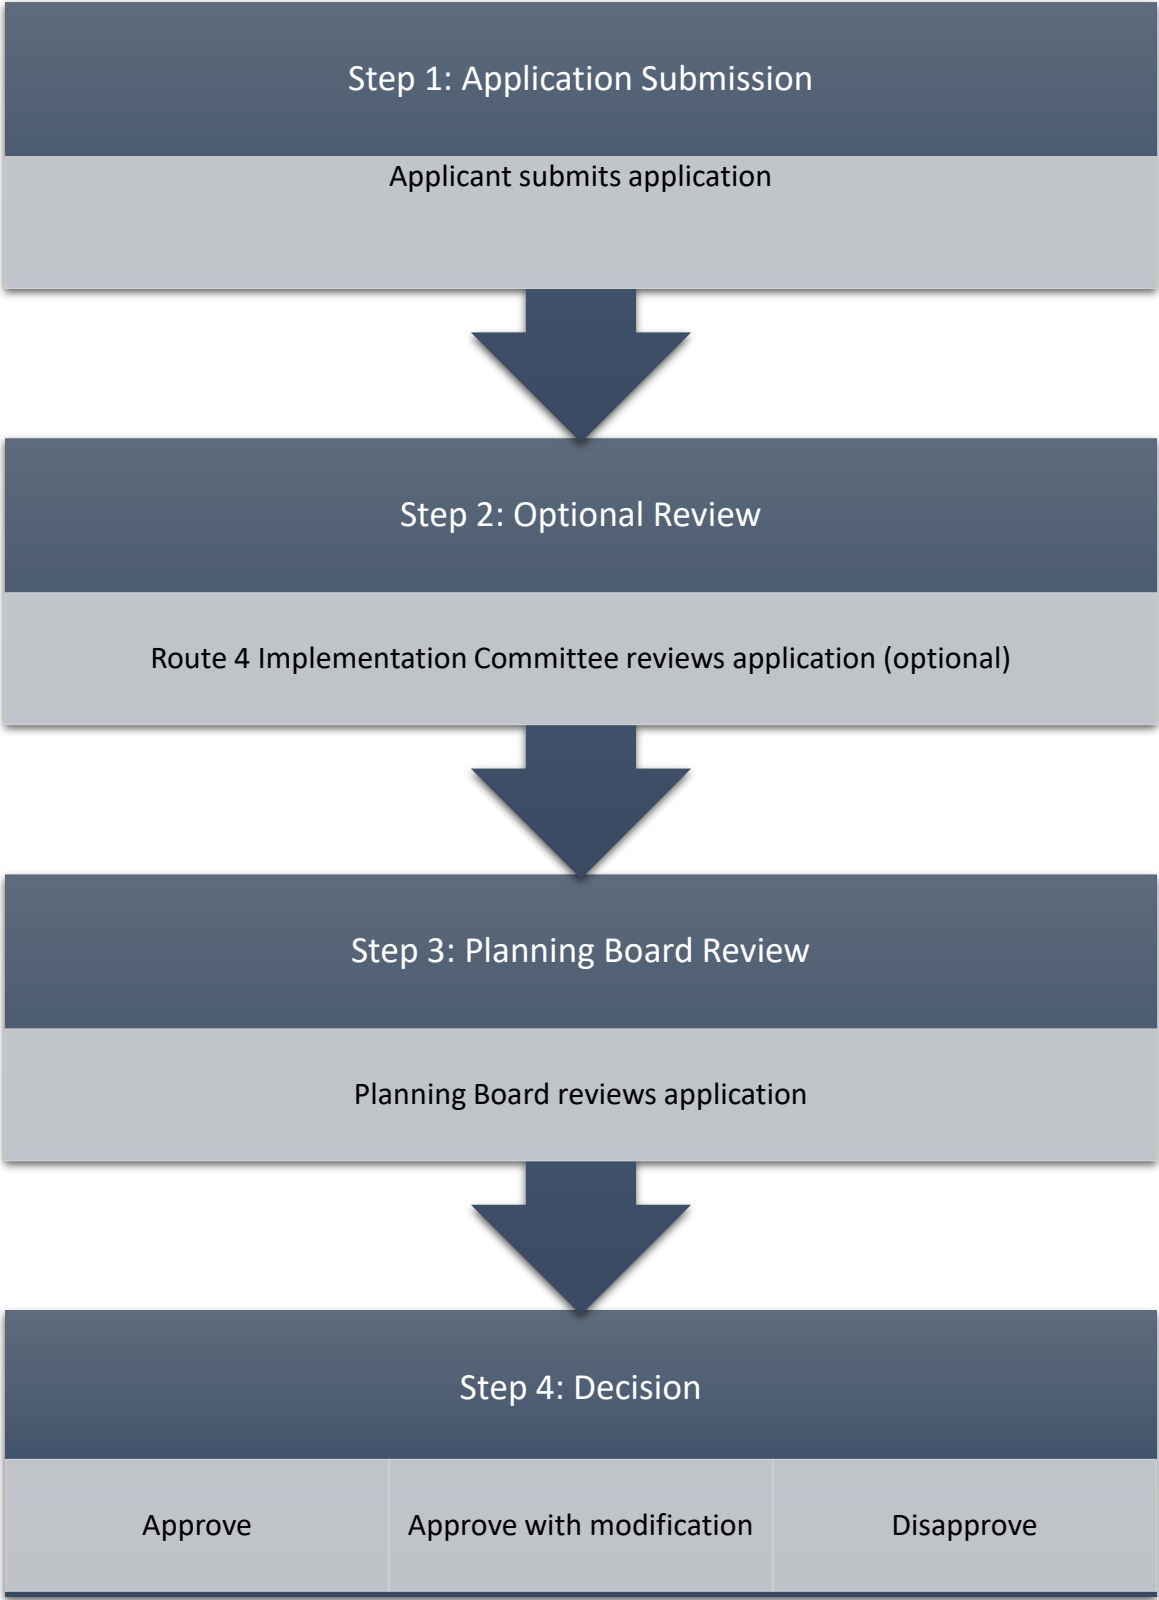 Step 1: Application Submission
Applicant submits application
Step 2: Optional Review
Route 4 Implementation Committee reviews application (optional)
Step 3: Planning Board Review
Planning Board reviews application
Step 4: Decision
Approve
Approve with modification
Disapprove